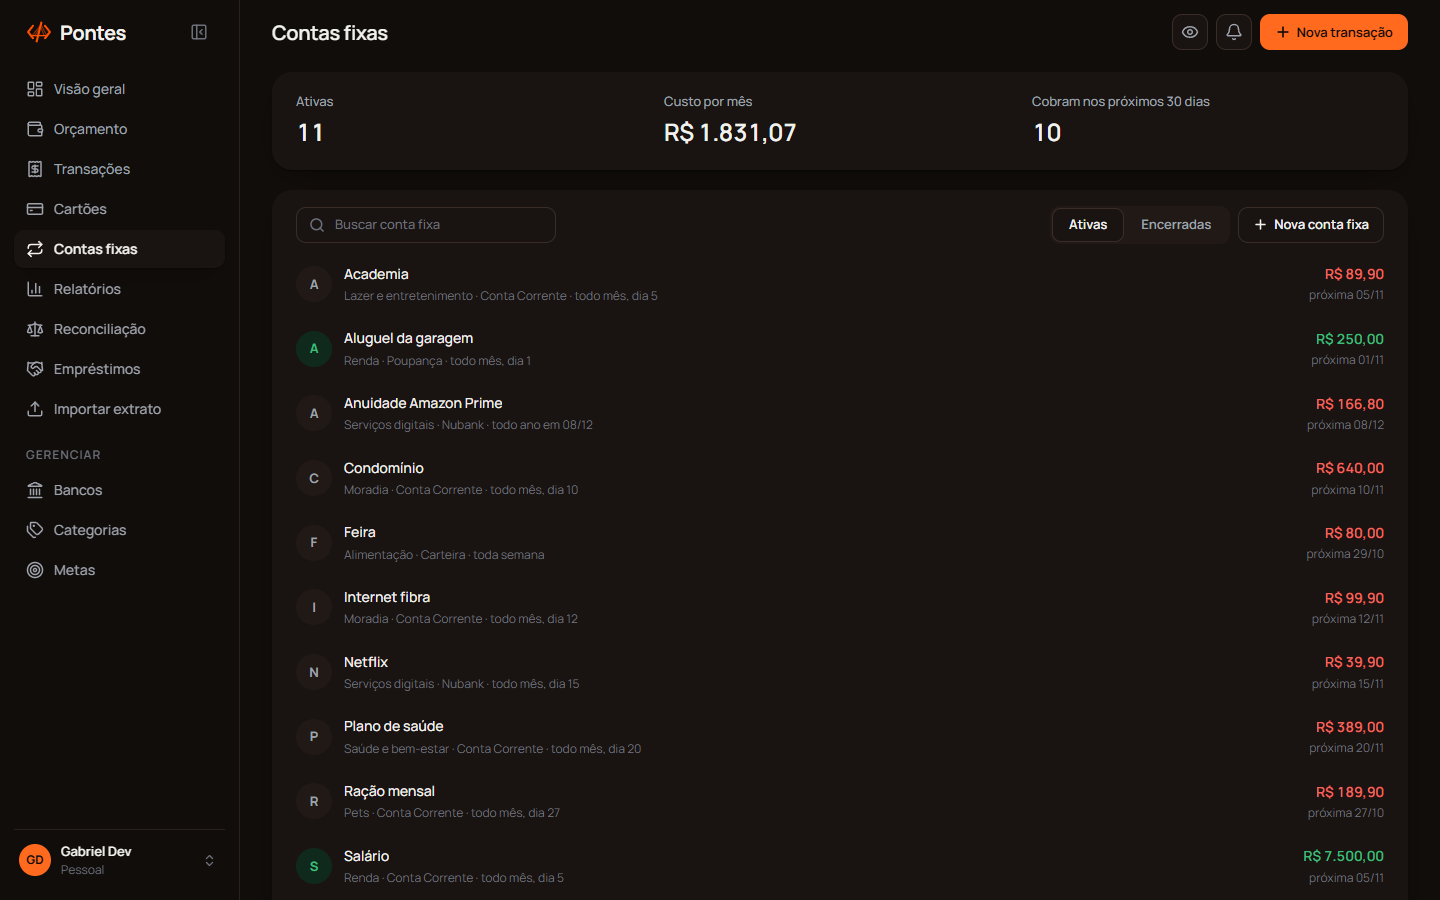 Pontes
Visão geral
Orçamento
Transações
Cartões
Contas fixas
Relatórios
Reconciliação
Empréstimos
Importar extrato
GERENCIAR
Bancos
Categorias
Metas
GD
Gabriel Dev
Pessoal
Contas fixas
Nova transação
Ativas
11
Custo por mês
R$ 1.831,07
Cobram nos próximos 30 dias
10
Buscar conta fixa
Ativas
Encerradas
Nova conta fixa
A
Academia
R$ 89,90
Lazer e entretenimento · Conta Corrente · todo mês, dia 5
próxima 05/11
A
Aluguel da garagem
R$ 250,00
Renda · Poupança · todo mês, dia 1
próxima 01/11
A
Anuidade Amazon Prime
R$ 166,80
Serviços digitais · Nubank · todo ano em 08/12
próxima 08/12
C
Condomínio
R$ 640,00
Moradia · Conta Corrente · todo mês, dia 10
próxima 10/11
F
Feira
R$ 80,00
Alimentação · Carteira · toda semana
próxima 29/10
I
Internet fibra
R$ 99,90
Moradia · Conta Corrente · todo mês, dia 12
próxima 12/11
N
Netflix
R$ 39,90
Serviços digitais · Nubank · todo mês, dia 15
próxima 15/11
P
Plano de saúde
R$ 389,00
Saúde e bem-estar · Conta Corrente · todo mês, dia 20
próxima 20/11
R
Ração mensal
R$ 189,90
Pets · Conta Corrente · todo mês, dia 27
próxima 27/10
S
Salário
R$ 7.500,00
Renda · Conta Corrente · todo mês, dia 5
próxima 05/11